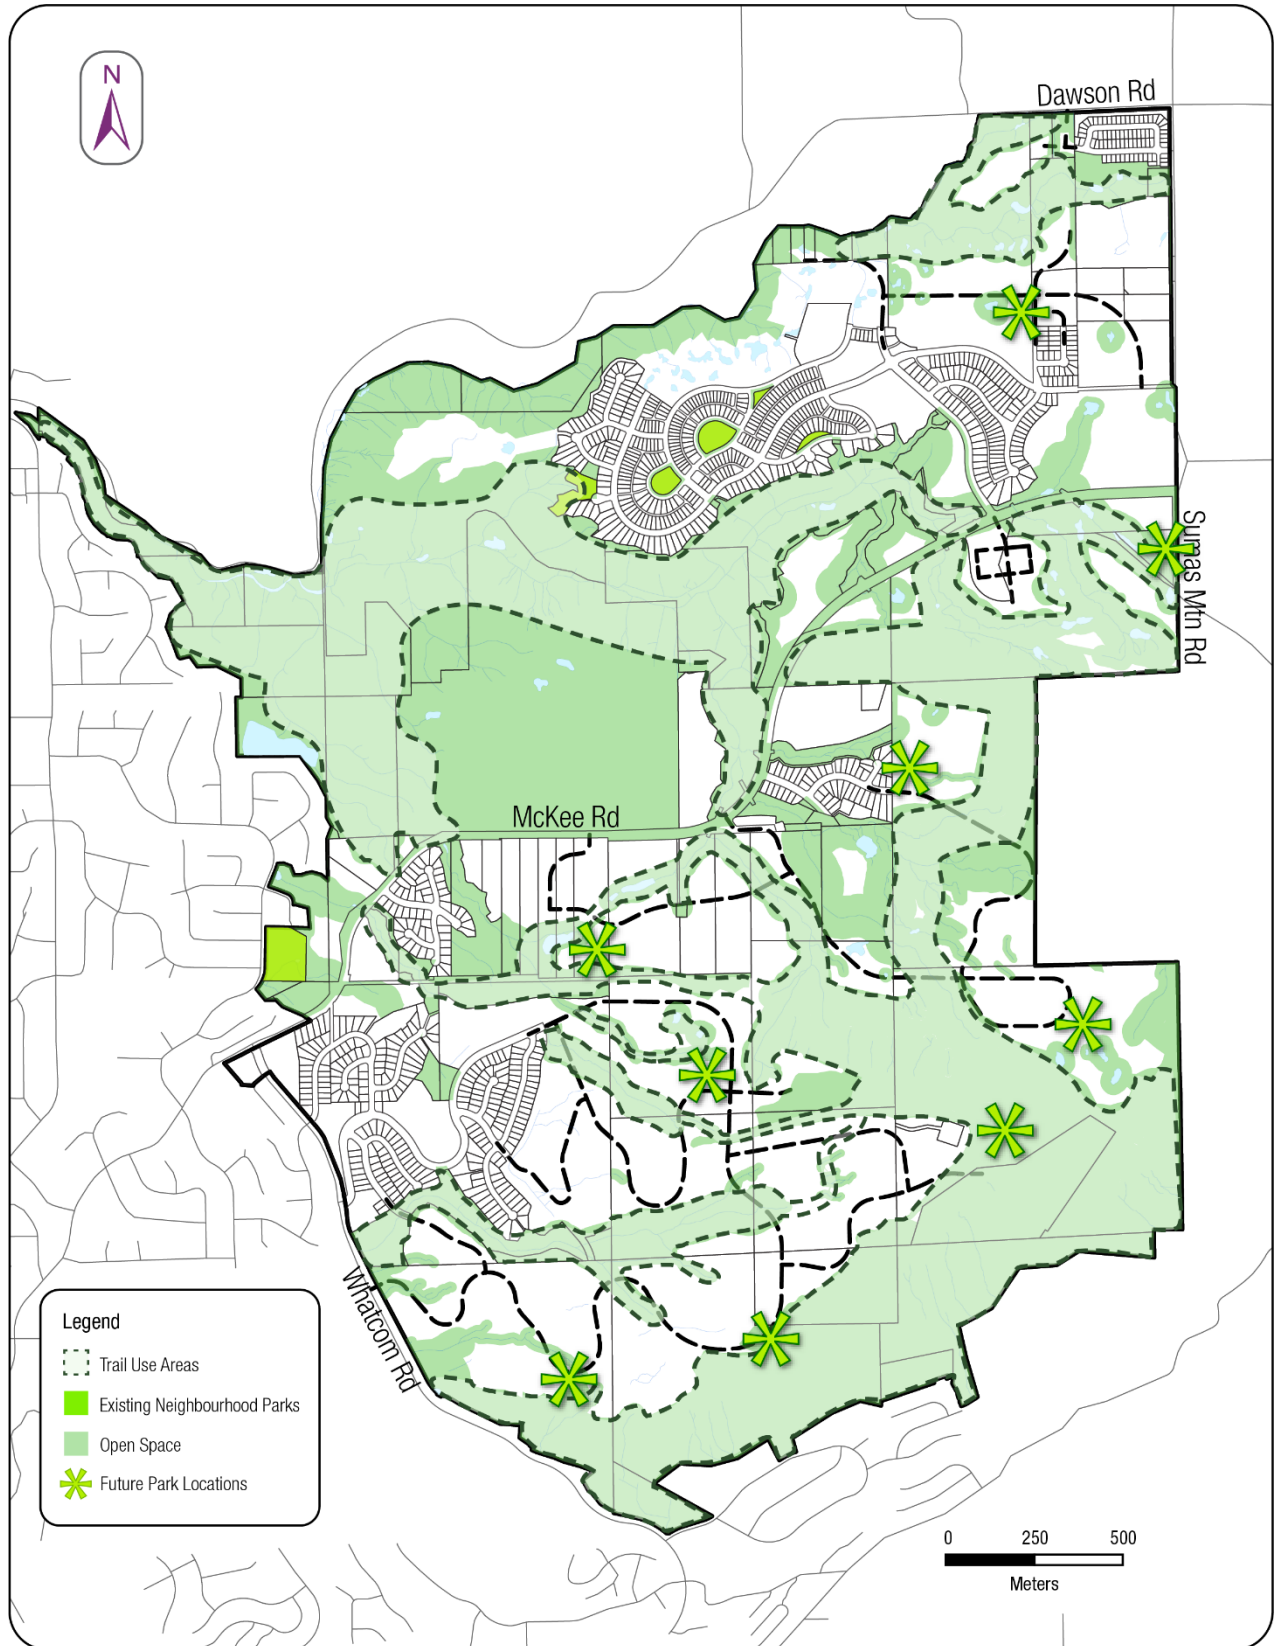 N
Dawson Rd
Sumas Mtn Rd
McKee Rd
Whatcom Rd
Legend
Trail Use Areas
Existing Neighbourhood Parks
Open Space
Future Park Locations
0 250 500
Meters